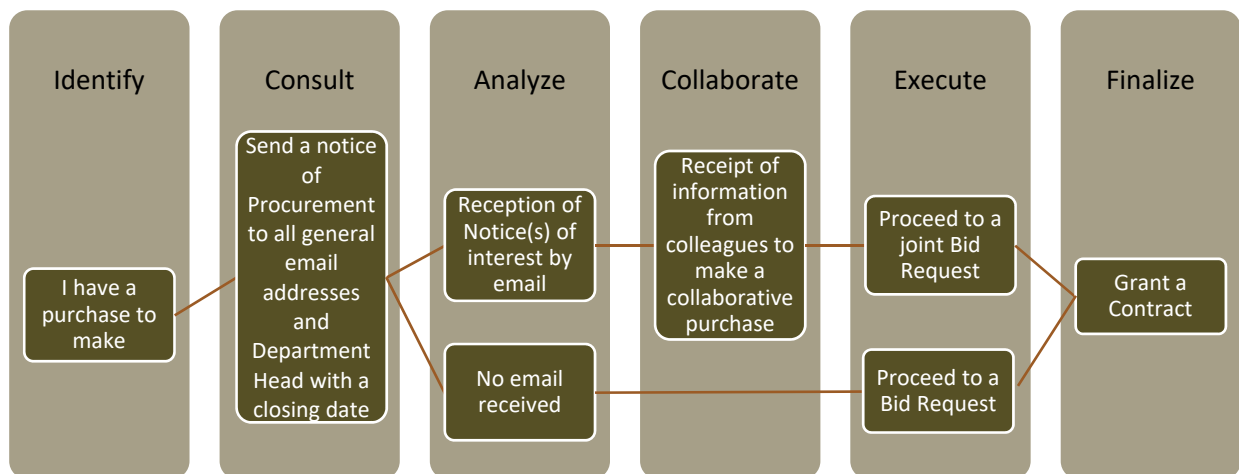 Identify
I have a
purchase to
make
Consult
Send a notice
of
Procurement
to all general
email
addresses
and
Department
Head with a
closing date
Analyze
Reception of
Notice(s) of
interest by
email
No email
received
Collaborate
Receipt of
information
from
colleagues to
make a
collaborative
purchase
Execute
Proceed to a
joint Bid
Request
Proceed to a
Bid Request
Finalize
Grant a
Contract